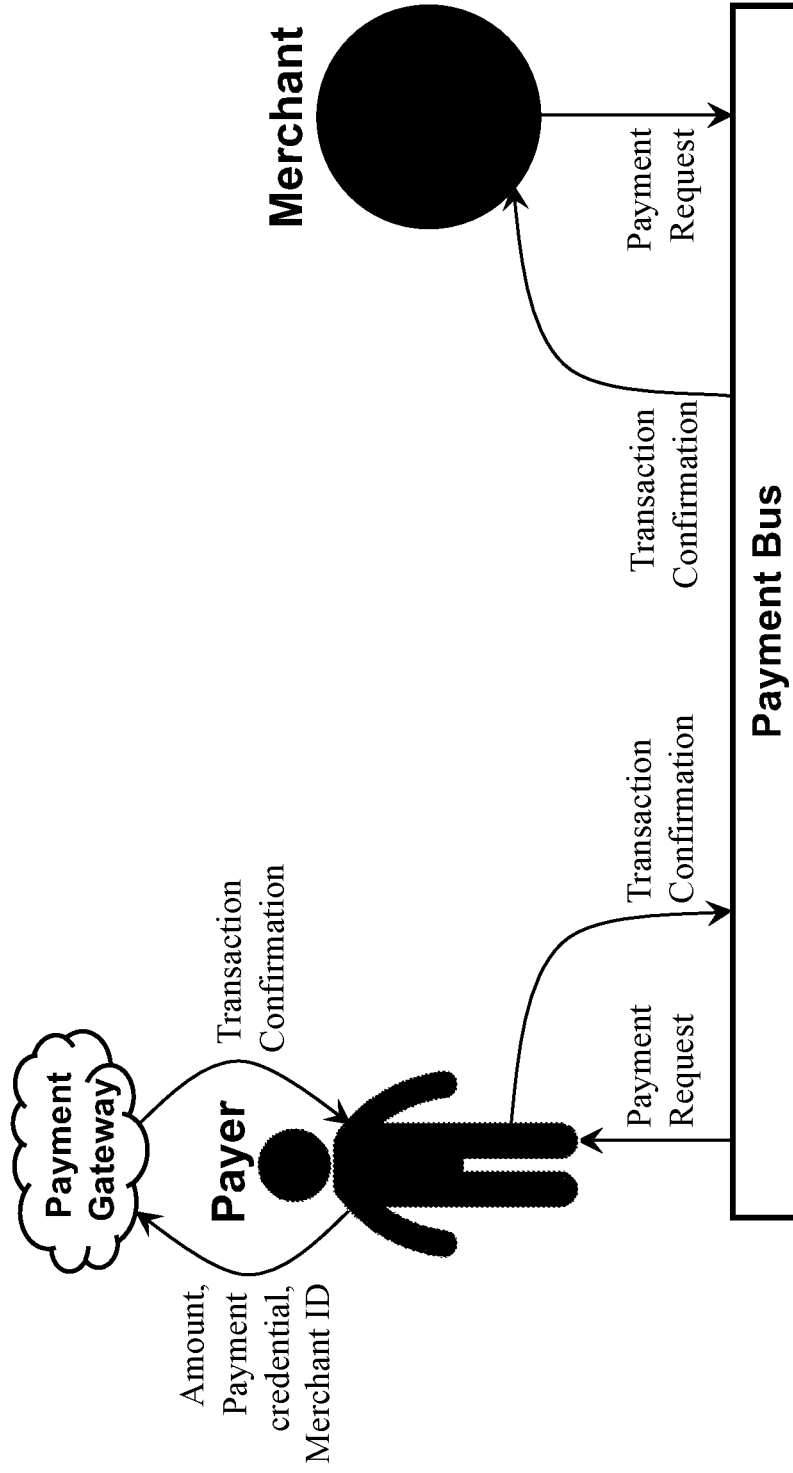 Payment
Gateway
Amount,
Payment
credential,
Merchant ID
Payer
Transaction
Confirmation
Merchant
Payment
Request
Transaction
Confirmation
Transaction
Confirmation
Payment
Request
Payment Bus